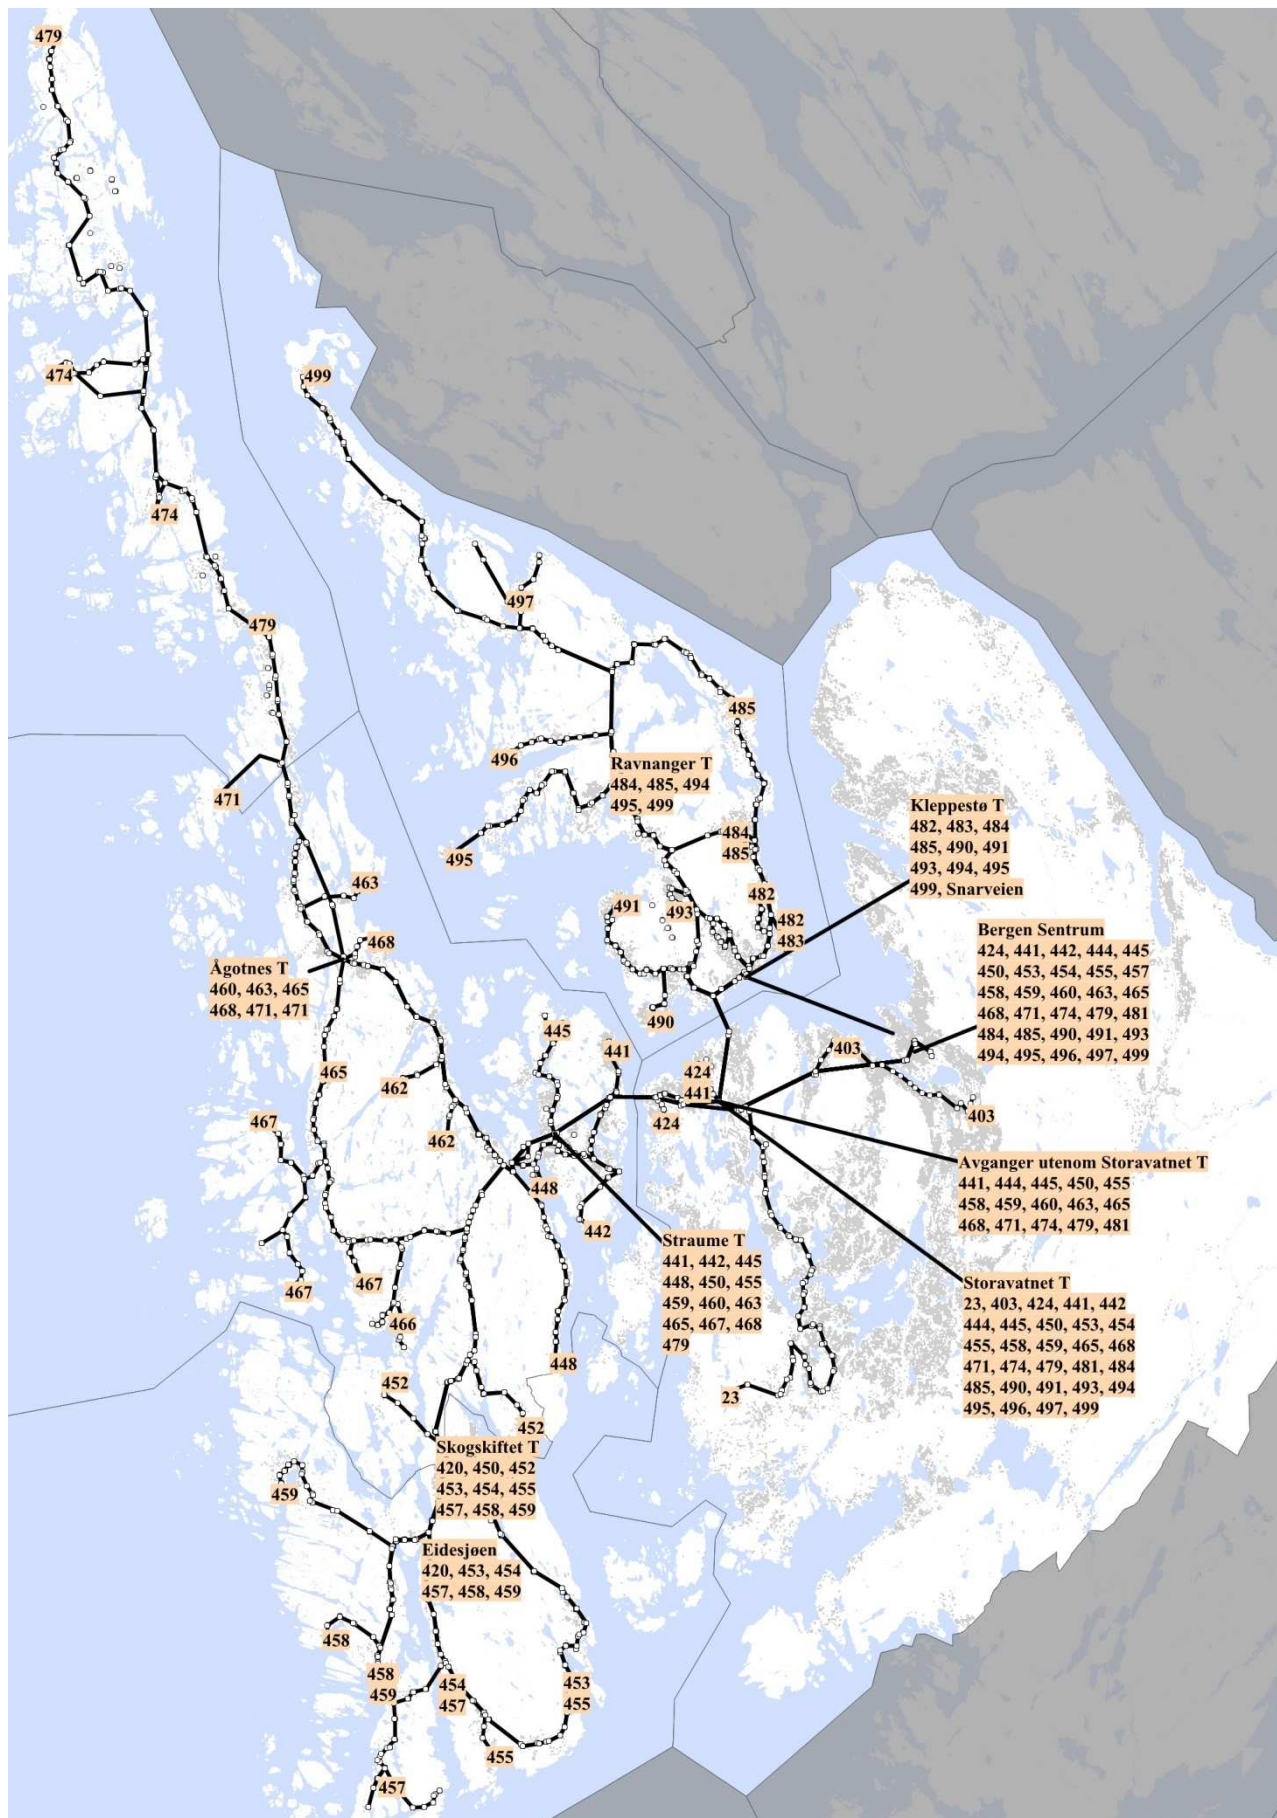 479
499
474
474
497
479
485
496
Ravnanger T
484, 485, 494
495, 499
471
Kleppestø T
482, 483, 484
485, 490, 491
493, 494, 495
499, Snarveien
484
485
495
463
482
491
493
482
483
468
Bergen Sentrum
424, 441, 442, 444, 445
450, 453, 454, 455, 457
458, 459, 460, 463, 465
468, 471, 474, 479, 481
484, 485, 490, 491, 493
494, 495, 496, 497, 499
Ågotnes T
460, 463, 465
468, 471, 471
490
445
441
403
465
424
441
462
403
467
424
462
Avganger utenom Storavatnet T
441, 444, 445, 450, 455
458, 459, 460, 463, 465
468, 471, 474, 479, 481
448
442
Straume T
441, 442, 445
448, 450, 455
459, 460, 463
465, 467, 468
479
467
467
Storavatnet T
23, 403, 424, 441, 442
444, 445, 450, 453, 454
455, 458, 459, 465, 468
471, 474, 479, 481, 484
485, 490, 491, 493, 494
495, 496, 497, 499
466
448
452
23
452
Skogskiftet T
420, 450, 452
453, 454, 455
457, 458, 459
459
Eidesjøen
420, 453, 454
457, 458, 459
458
458
459
454
457
453
455
455
457